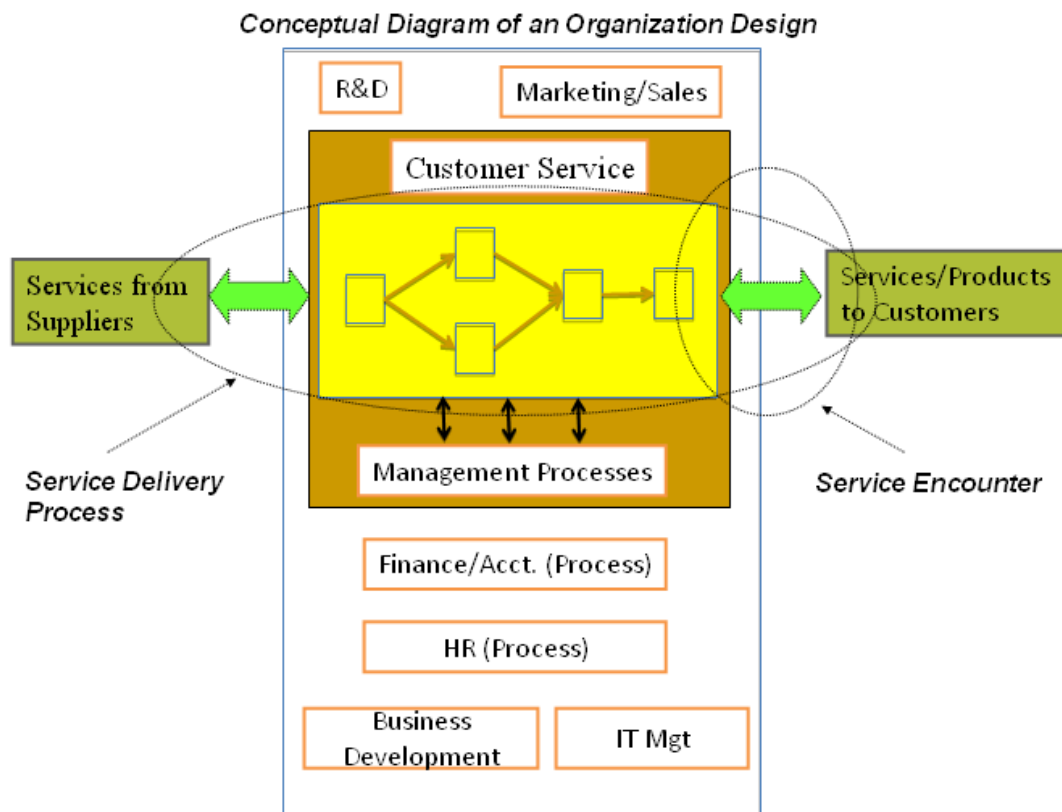 Conceptual Diagram of an Organization Design
R&D
Marketing/Sales
Customer Service
Services from
Suppliers
Services/Products
to Customers
Service Delivery
Process
Management Processes
Service Encounter
Finance/Acct. (Process)
HR (Process)
Business
Development
IT Mgt